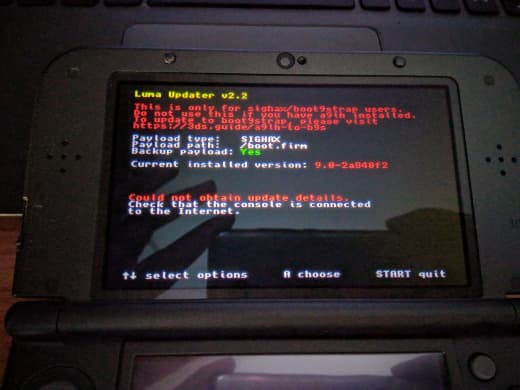 Luma Updater v2.2
This is only for sighax/boot9strap users.
Do not use this if you have a9lh installed.
To update to boot9strap, please visit
https://3ds.guide/a9lh-to-b9s
Payload type: SIGHAX
Payload path: /boot.firm
Backup payload: Yes
Current installed version: 9.0-2a840f2
Could not obtain update details.
Check that the console is connected
to the Internet.
↑↓ select options A choose START quit